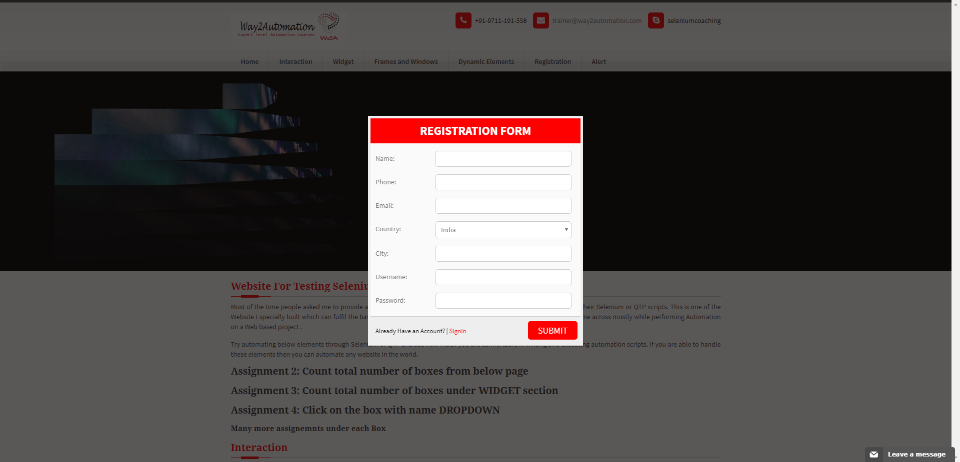 Way2Automation
+91-9711-191-558
trainer@way2automation.com
seleniumcoaching
Home Interaction Widget Frames and Windows Dynamic Elements Registration Alert
REGISTRATION FORM
Name:
Phone:
Email:
Country: India
City:
Username:
Password:
Already Have an Account? | Signin
SUBMIT
Website For Testing Seleniu
Most of the time people asked me to provide a
their Selenium or QTP scripts. This is one of the
Website I specially built which can fulfil the ba
me across mostly while performing Automation
on a Web based project .
Try automating below elements through Selen
automation scripts. If you are able to handle
these elements then you can automate any website in the world.
Assignment 2: Count total number of boxes from below page
Assignment 3: Count total number of boxes under WIDGET section
Assignment 4: Click on the box with name DROPDOWN
Many more assignemnts under each Box
Interaction
Leave a message